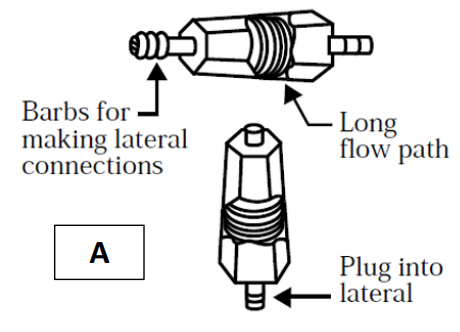 Barbs for
making lateral
connections
Long
flow path
A
Plug into
lateral